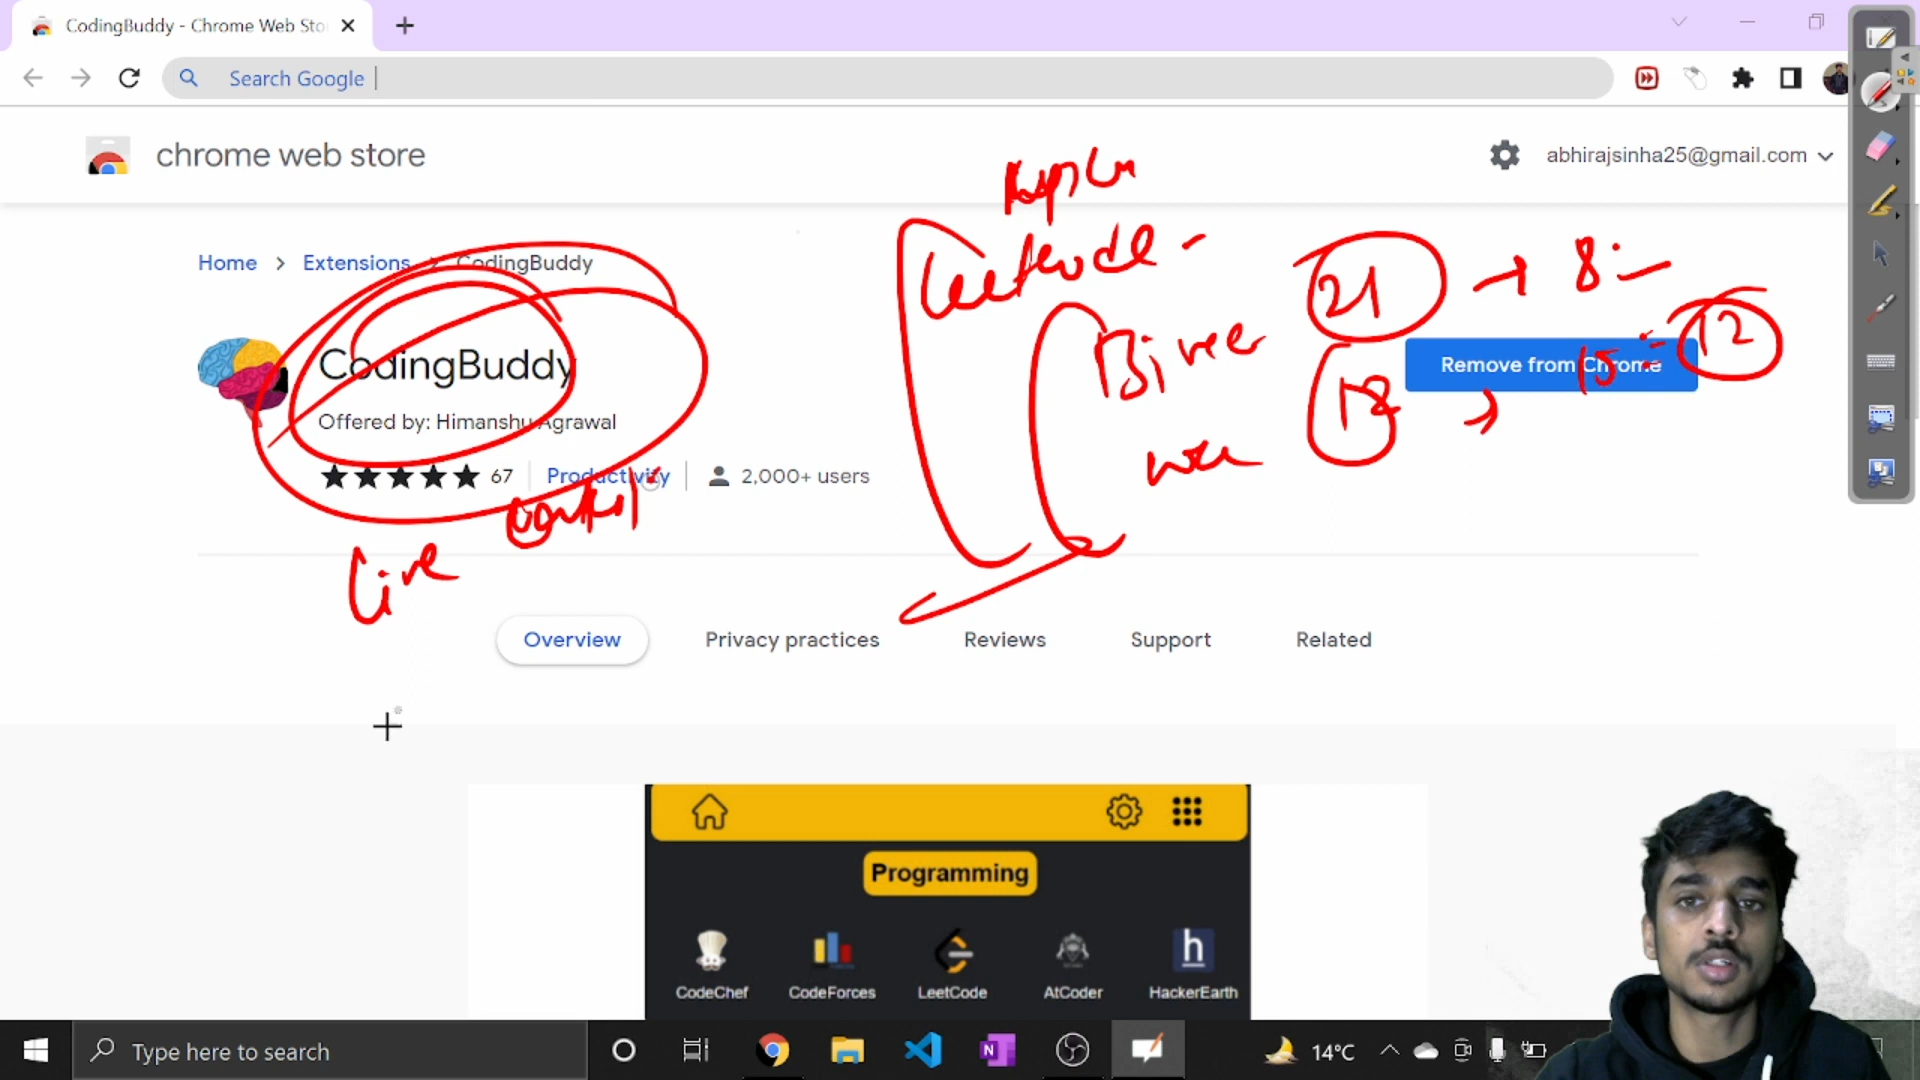 CodingBuddy - Chrome Web Sto
Search Google
chrome web store
abhirajsinha25@gmail.com
Home > Extensions > CodingBuddy
Leetcode -
21 → 8:-
CodingBuddy
Remove from Chrome
15:- 12
18
Offered by: Himanshu Agrawal
67 Productivity 2,000+ users
Live
Overview Privacy practices Reviews Support Related
Programming
CodeChef CodeForces LeetCode AtCoder HackerEarth
h
Type here to search
N
14°C